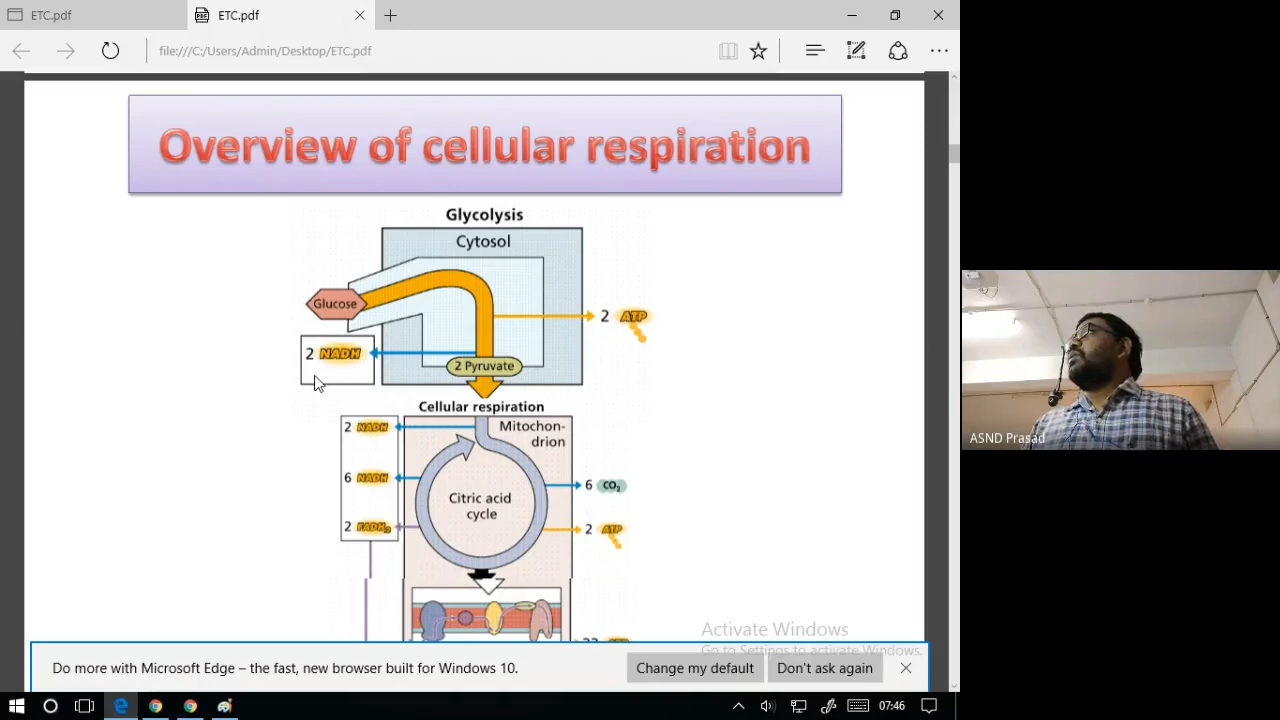 ETC.pdf
ETC.pdf
file:///C:/Users/Admin/Desktop/ETC.pdf
Overview of cellular respiration
Glycolysis
Cytosol
Glucose
2 ATP
2 NADH
2 Pyruvate
Cellular respiration
2 NADH
Mitochon-
drion
6 NADH
6 CO₂
Citric acid
cycle
2 FADH₂
2 ATP
Activate Windows
Go to Settings to activate Windows.
Do more with Microsoft Edge – the fast, new browser built for Windows 10.
Change my default
Don't ask again
07:46
ASND Prasad